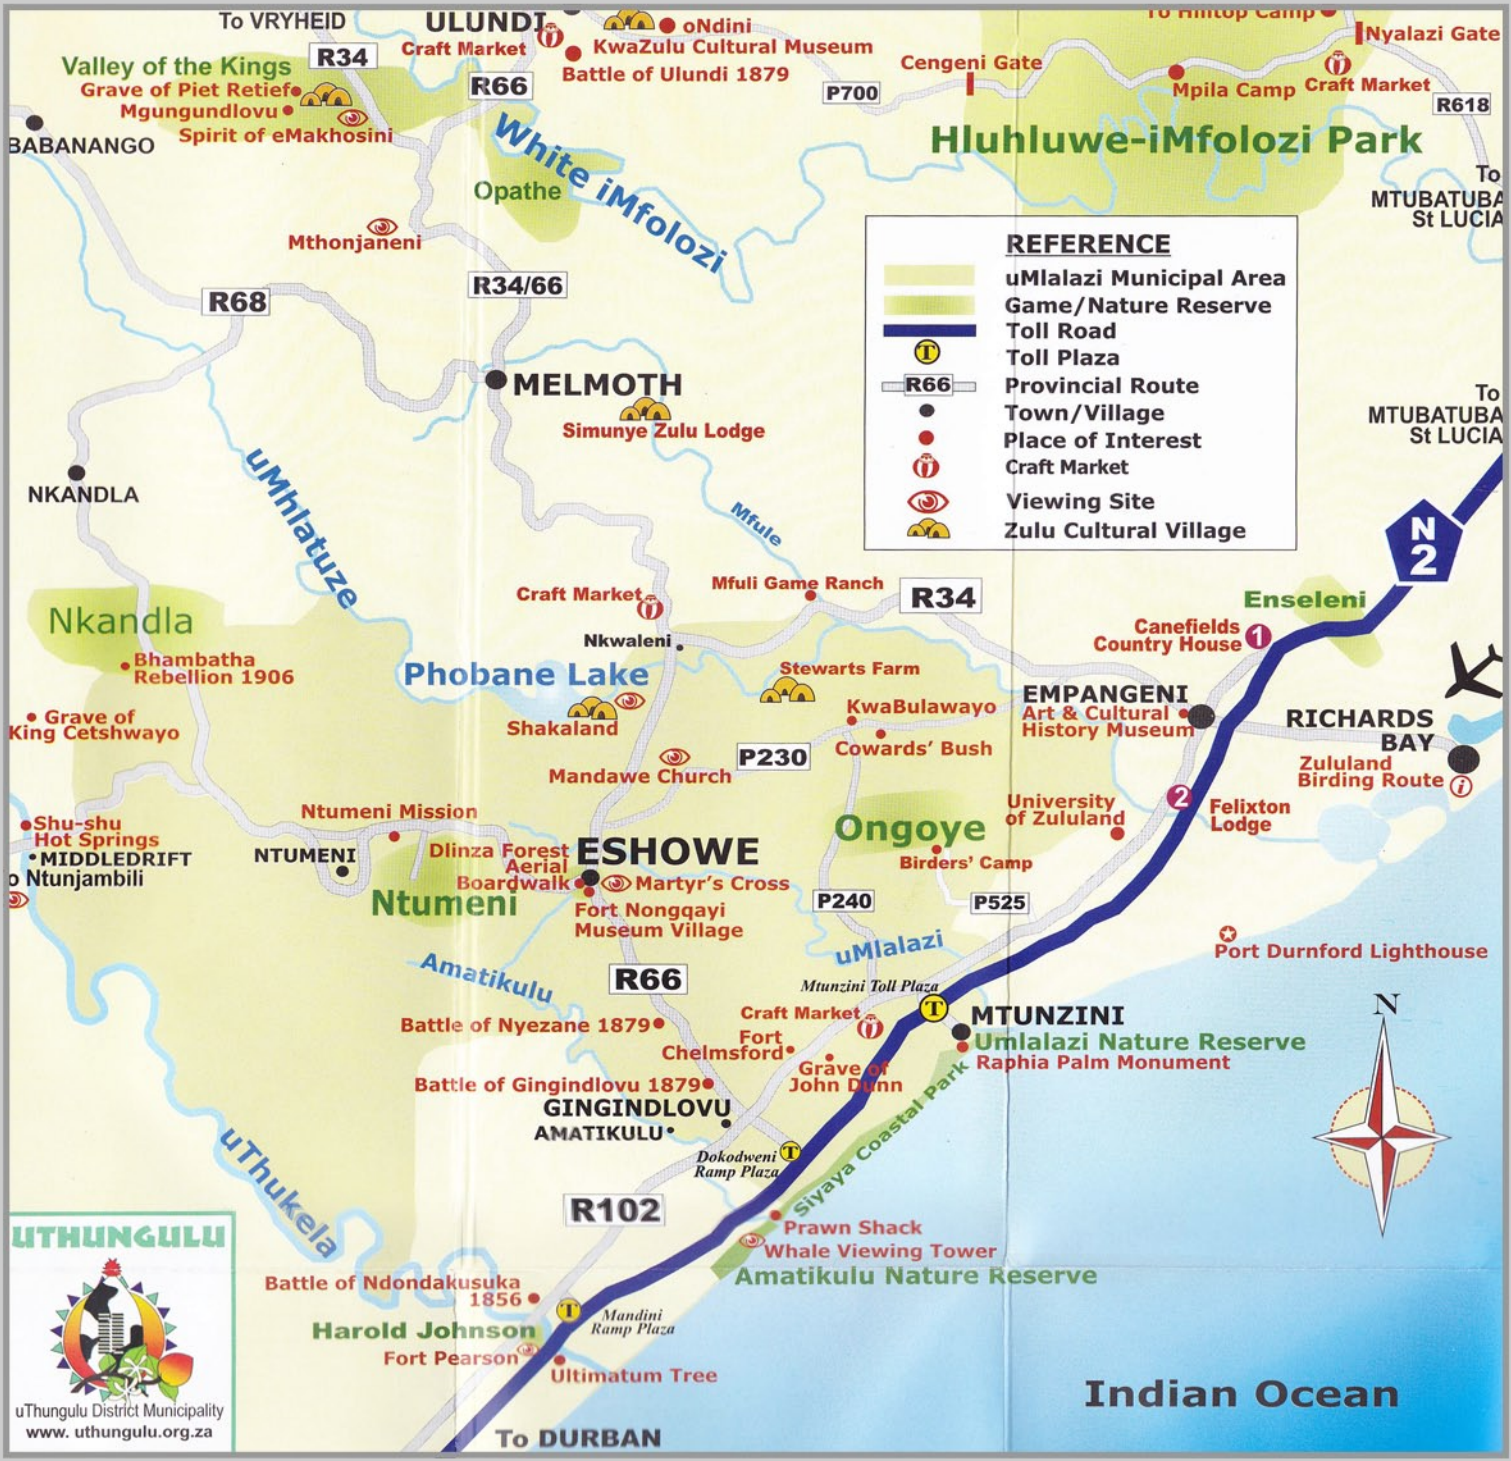 To VRYHEID
ULUNDI
oNdini
To Hilltop Camp
Nyalazi Gate
R34
Craft Market
KwaZulu Cultural Museum
Valley of the Kings
Battle of Ulundi 1879
Cengeni Gate
Grave of Piet Retief
R66
P700
Mpila Camp
Craft Market
R618
Mgungundlovu
Spirit of eMakhosini
BABANANGO
White iMfolozi
Hluhluwe-iMfolozi Park
Opathe
To
MTUBATUBA
St LUCIA
Mthonjaneni
R34/66
R68
REFERENCE
uMlalazi Municipal Area
Game/Nature Reserve
Toll Road
T
Toll Plaza
R66
Provincial Route
Town/Village
Place of Interest
Craft Market
Viewing Site
Zulu Cultural Village
MELMOTH
Simunye Zulu Lodge
To
MTUBATUBA
St LUCIA
NKANDLA
uMhlatuze
Mfule
N
2
Craft Market
Mfuli Game Ranch
R34
Enseleni
Nkandla
Nkwaleni
Canefields
Country House
1
Bhambatha
Rebellion 1906
Phobane Lake
Stewarts Farm
Grave of
King Cetshwayo
Shakaland
KwaBulawayo
EMPANGENI
Art & Cultural
History Museum
RICHARDS
BAY
Cowards' Bush
P230
Mandawe Church
Zululand
Birding Route
i
Ntumeni Mission
University
of Zululand
2
Felixton
Lodge
Shu-shu
Hot Springs
MIDDLEDRIFT
o Ntunjambili
NTUMENI
Dlinza Forest
Aerial
Boardwalk
ESHOWE
Martyr's Cross
Ongoye
Birders' Camp
Ntumeni
Fort Nongqayi
Museum Village
P240
P525
uMlalazi
Port Durnford Lighthouse
Amatikulu
R66
Mtunzini Toll Plaza
T
N
Craft Market
MTUNZINI
Battle of Nyezane 1879
Fort
Chelmsford
Umlalazi Nature Reserve
Raphia Palm Monument
Grave of
John Dunn
Battle of Gingindlovu 1879
GINGINDLOVU
AMATIKULU
Dokodweni
Ramp Plaza
T
Siyaya Coastal Park
uThukela
R102
Prawn Shack
Whale Viewing Tower
Amatikulu Nature Reserve
UTHUNGULU
Battle of Ndondakusuka
1856
T
Mandini
Ramp Plaza
Harold Johnson
Fort Pearson
Ultimatum Tree
Indian Ocean
uThungulu District Municipality
www. uthungulu.org.za
To DURBAN